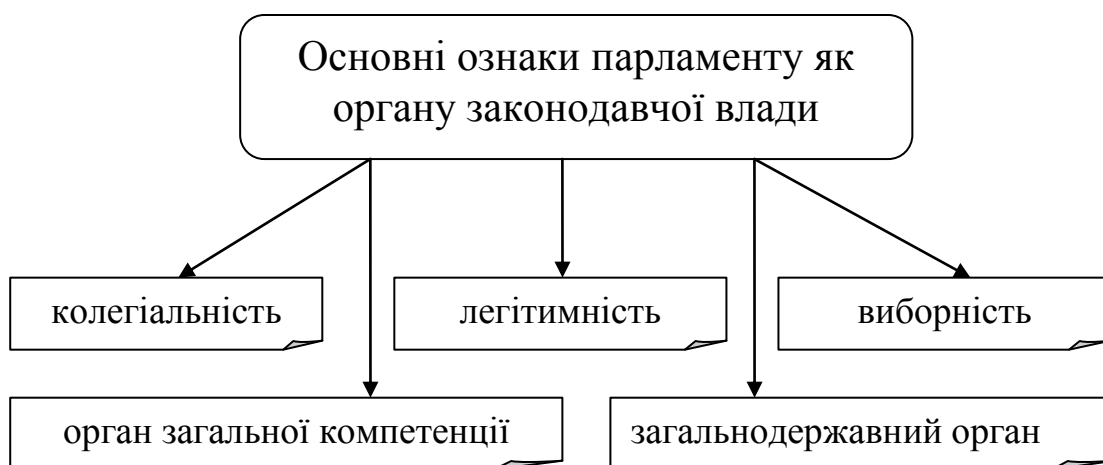 Основні ознаки парламенту як
органу законодавчої влади
колегіальність
легітимність
виборність
орган загальної компетенції
загальнодержавний орган